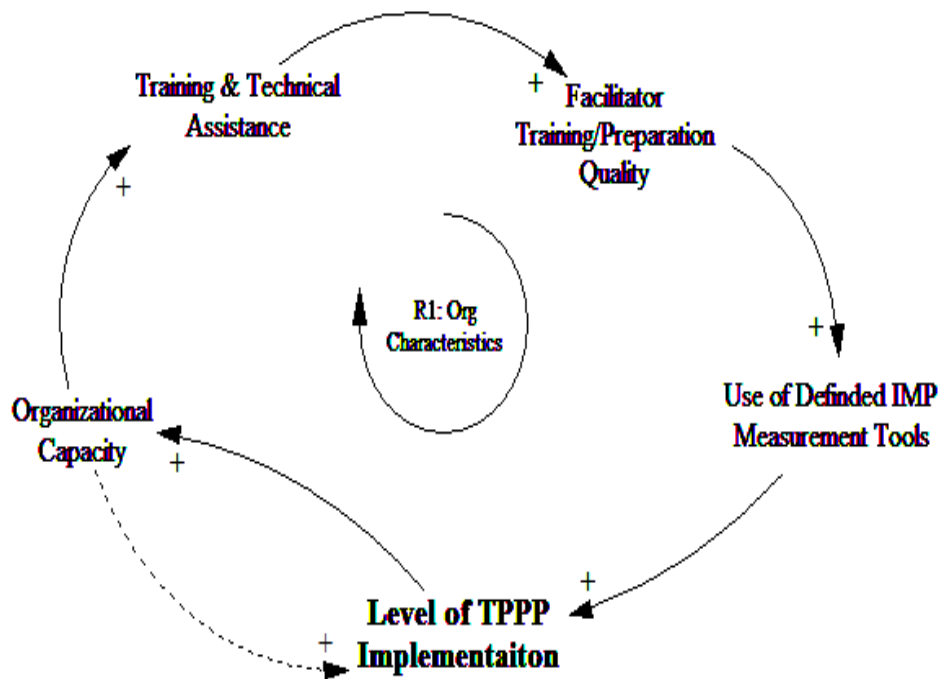 Training & Technical
Assistance
+
Facilitator
Training/Preparation
Quality
+
R1: Org
Characteristics
+
Use of Definded IMP
Measurement Tools
Organizational
Capacity
+
+
Level of TPPP
Implementaiton
+